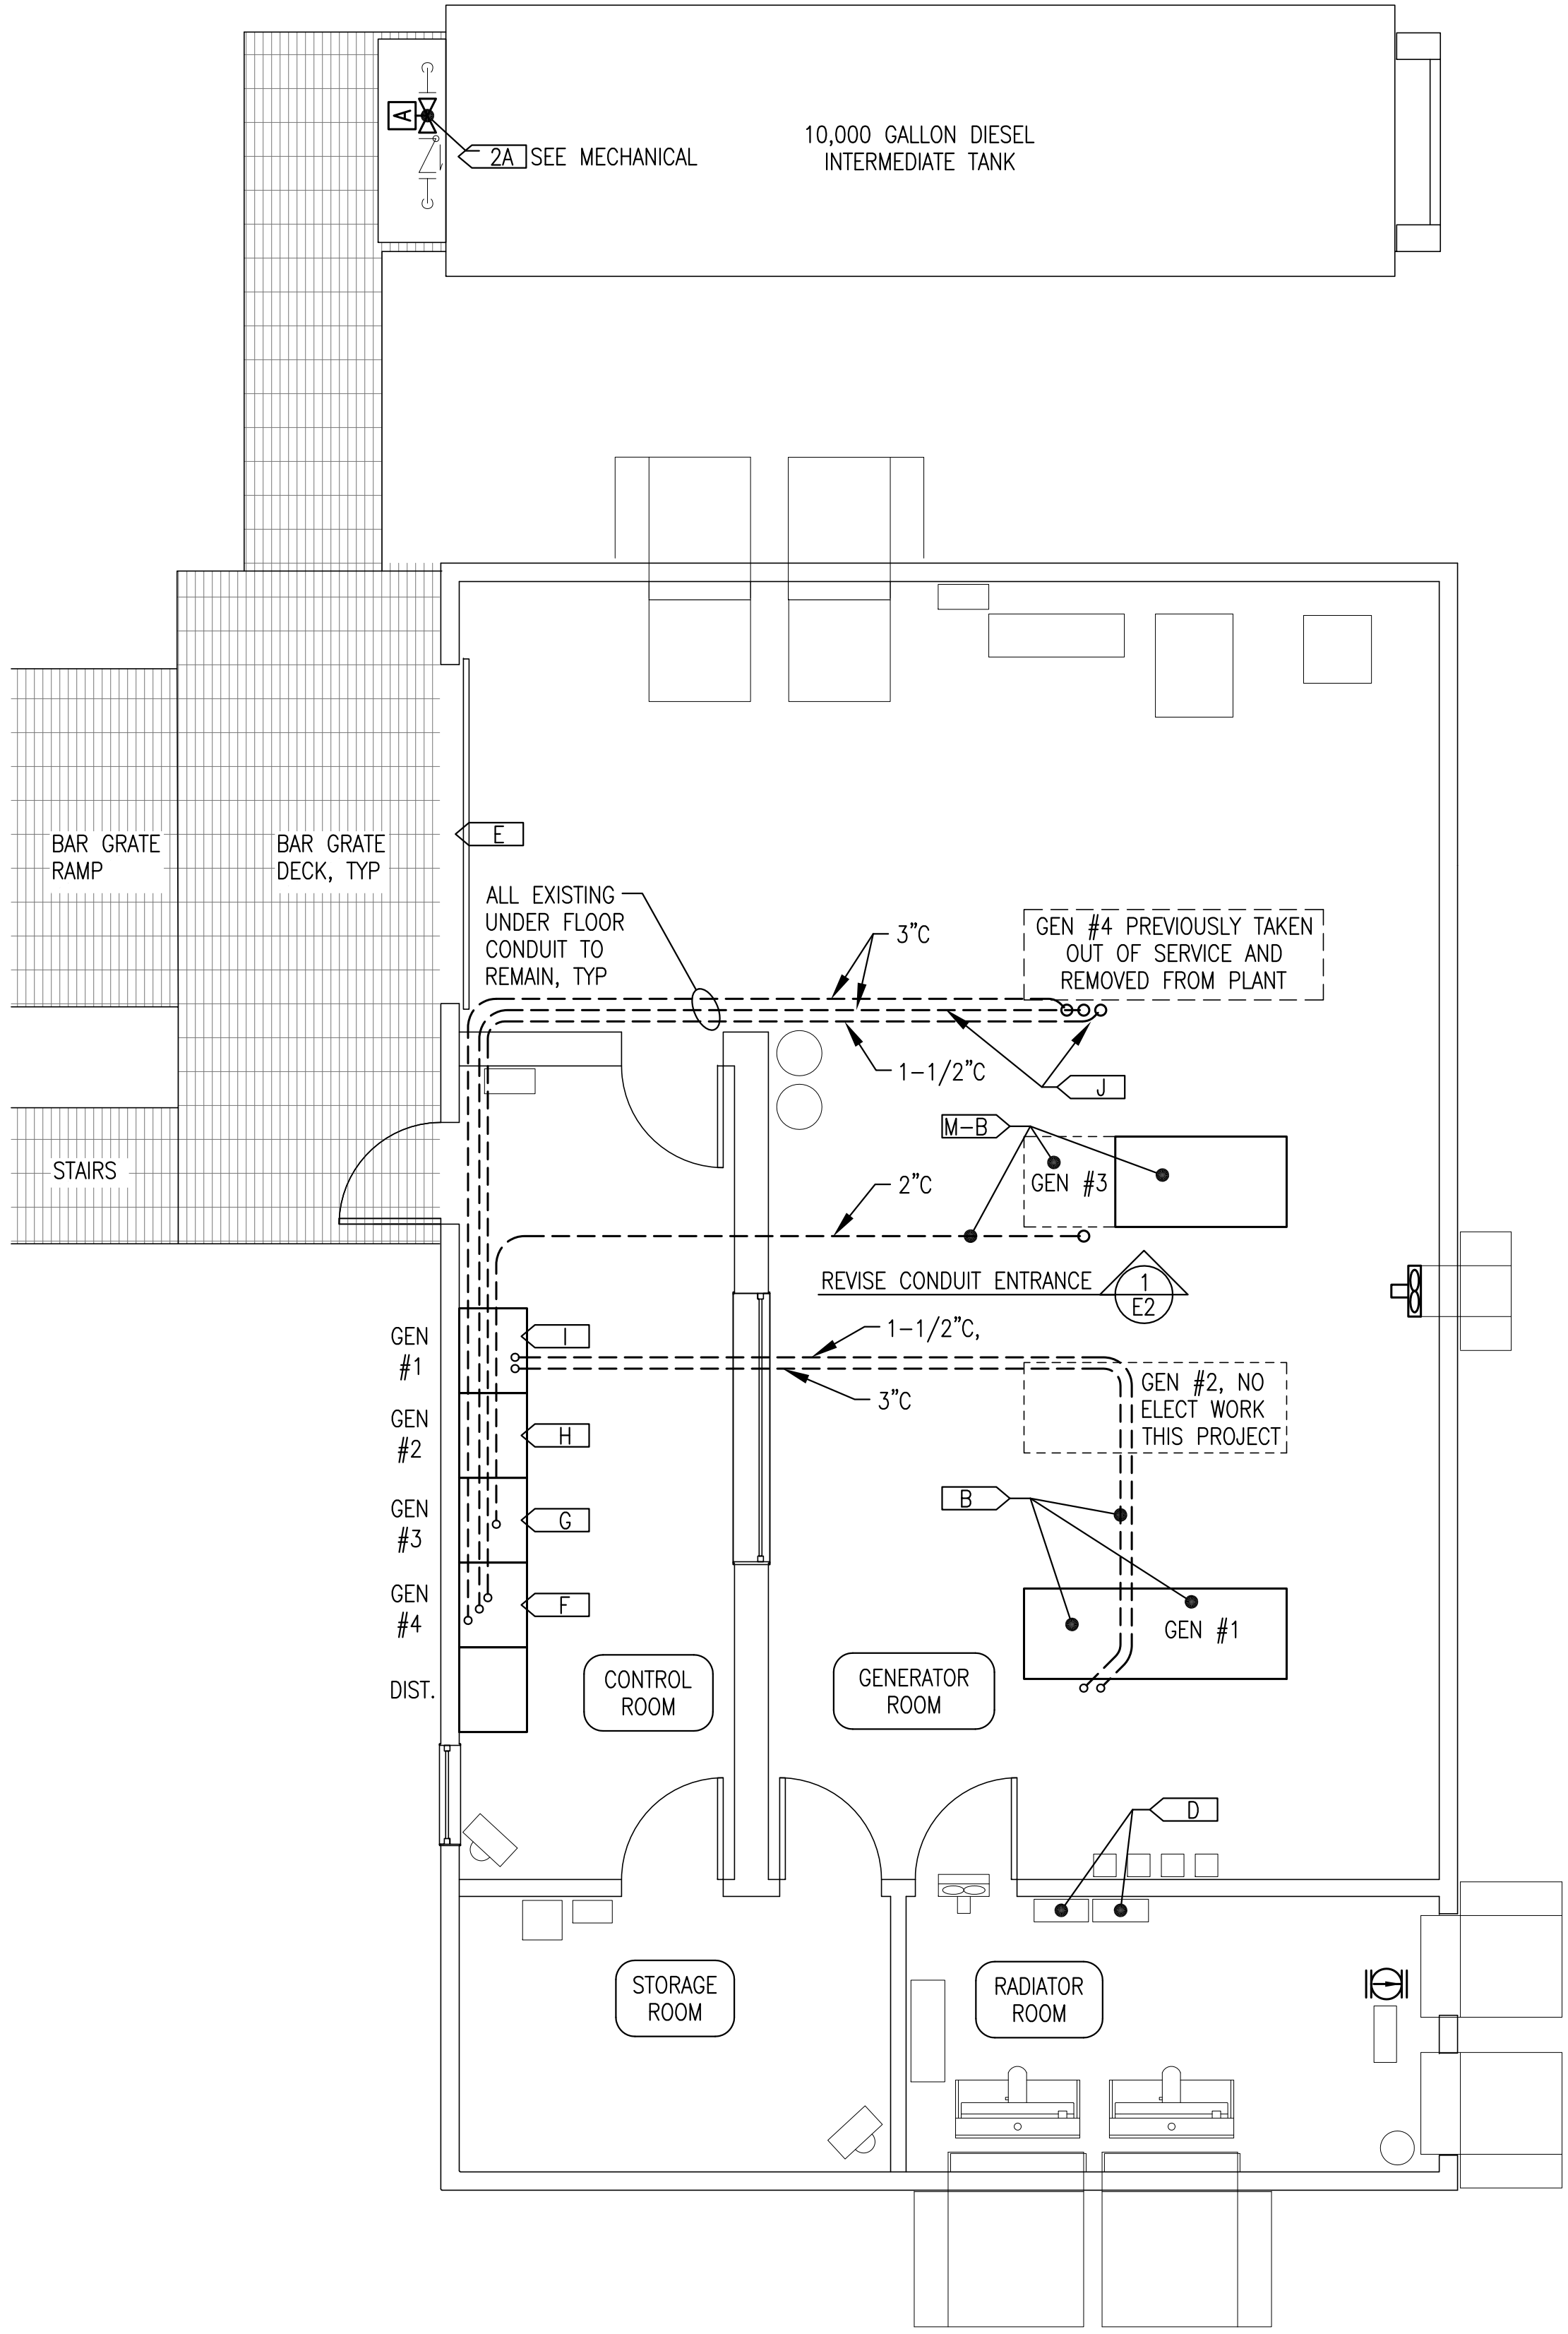 A
2A SEE MECHANICAL
10,000 GALLON DIESEL
INTERMEDIATE TANK
E
BAR GRATE
RAMP
BAR GRATE
DECK, TYP
ALL EXISTING
UNDER FLOOR
CONDUIT TO
REMAIN, TYP
3"C
GEN #4 PREVIOUSLY TAKEN
OUT OF SERVICE AND
REMOVED FROM PLANT
1-1/2"C
J
M-B
STAIRS
2"C
GEN #3
REVISE CONDUIT ENTRANCE
1
E2
GEN
#1
I
1-1/2"C,
3"C
GEN #2, NO
ELECT WORK
THIS PROJECT
GEN
#2
H
GEN
#3
G
B
GEN
#4
F
GEN #1
DIST.
CONTROL
ROOM
GENERATOR
ROOM
D
STORAGE
ROOM
RADIATOR
ROOM